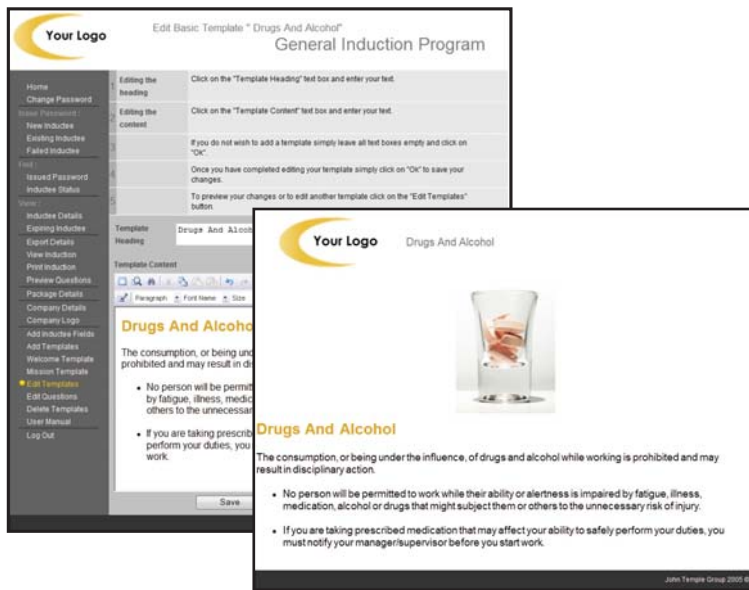 Your Logo
Edit Basic Template " Drugs And Alcohol"
General Induction Program
Home
Change Password
Issue Password :
New Inductee
Existing Inductee
Failed Inductee
Find :
Issued Password
Inductee Status
View :
Inductee Details
Expiring Inductee
Export Details
View Induction
Print Induction
Preview Questions
Package Details
Company Details
Company Logo
Add Inductee Fields
Add Templates
Welcome Template
Mission Template
Edit Templates
Edit Questions
Delete Templates
User Manual
Log Out
1 Editing the heading
Click on the "Template Heading" text box and enter your text.
2 Editing the content
Click on the "Template Content" text box and enter your text.
3 If you do not wish to add a template simply leave all text boxes empty and click on
"Ok".
4 Once you have completed editing your template simply click on "Ok" to save your
changes.
5 To preview your changes or to edit another template click on the "Edit Templates"
button.
Template
Heading
Drugs And Alcoh
Template Content
Paragraph Font Name Size
Drugs And Alcoho
The consumption, or being und
prohibited and may result in di
• No person will be permit
by fatigue, illness, medic
others to the unnecessar
• If you are taking prescrib
perform your duties, you
work.
Save
Your Logo
Drugs And Alcohol
Drugs And Alcohol
The consumption, or being under the influence, of drugs and alcohol while working is prohibited and may
result in disciplinary action.
• No person will be permitted to work while their ability or alertness is impaired by fatigue, illness,
medication, alcohol or drugs that might subject them or others to the unnecessary risk of injury.
• If you are taking prescribed medication that may affect your ability to safely perform your duties, you
must notify your manager/supervisor before you start work.
John Temple Group 2005 ©